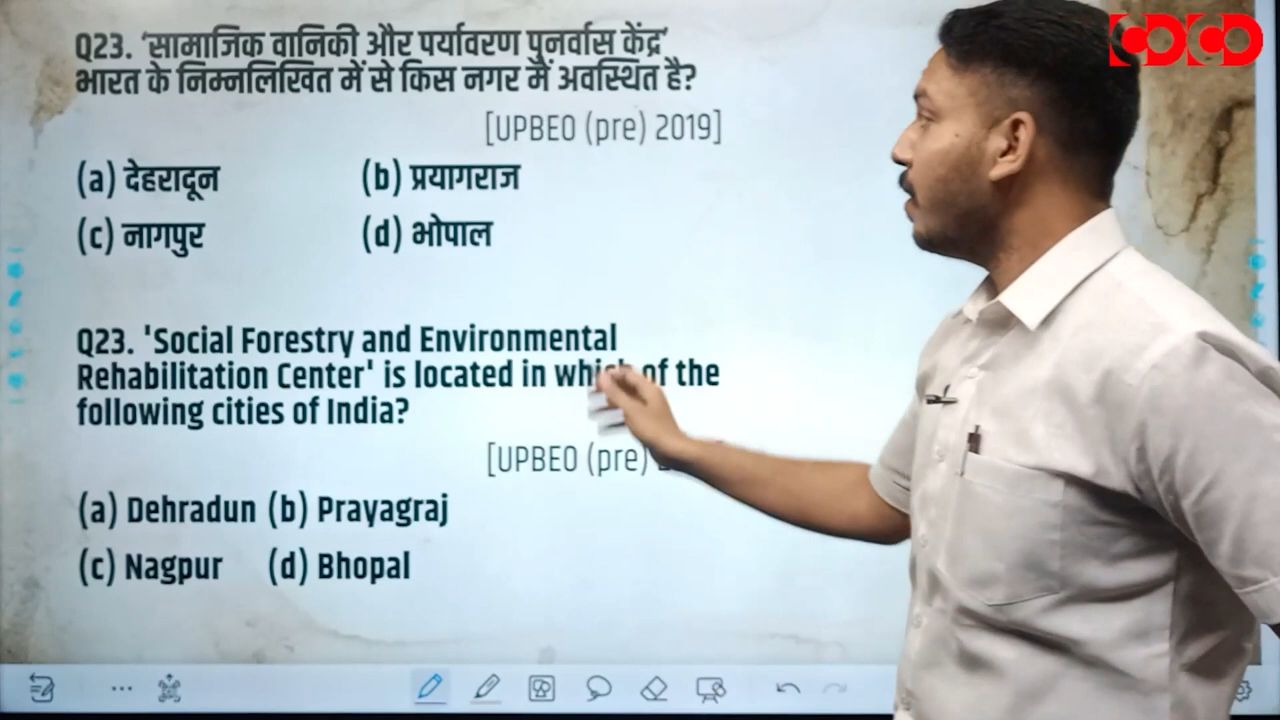 Q23. ‘सामाजिक वानिकी और पर्यावरण पुनर्वास केंद्र’
भारत के निम्नलिखित में से किस नगर में अवस्थित है?
[UPBEO (pre) 2019]
(a) देहरादून (b) प्रयागराज
(c) नागपुर (d) भोपाल
Q23. 'Social Forestry and Environmental
Rehabilitation Center' is located in which of the
following cities of India?
[UPBEO (pre)
(a) Dehradun (b) Prayagraj
(c) Nagpur (d) Bhopal